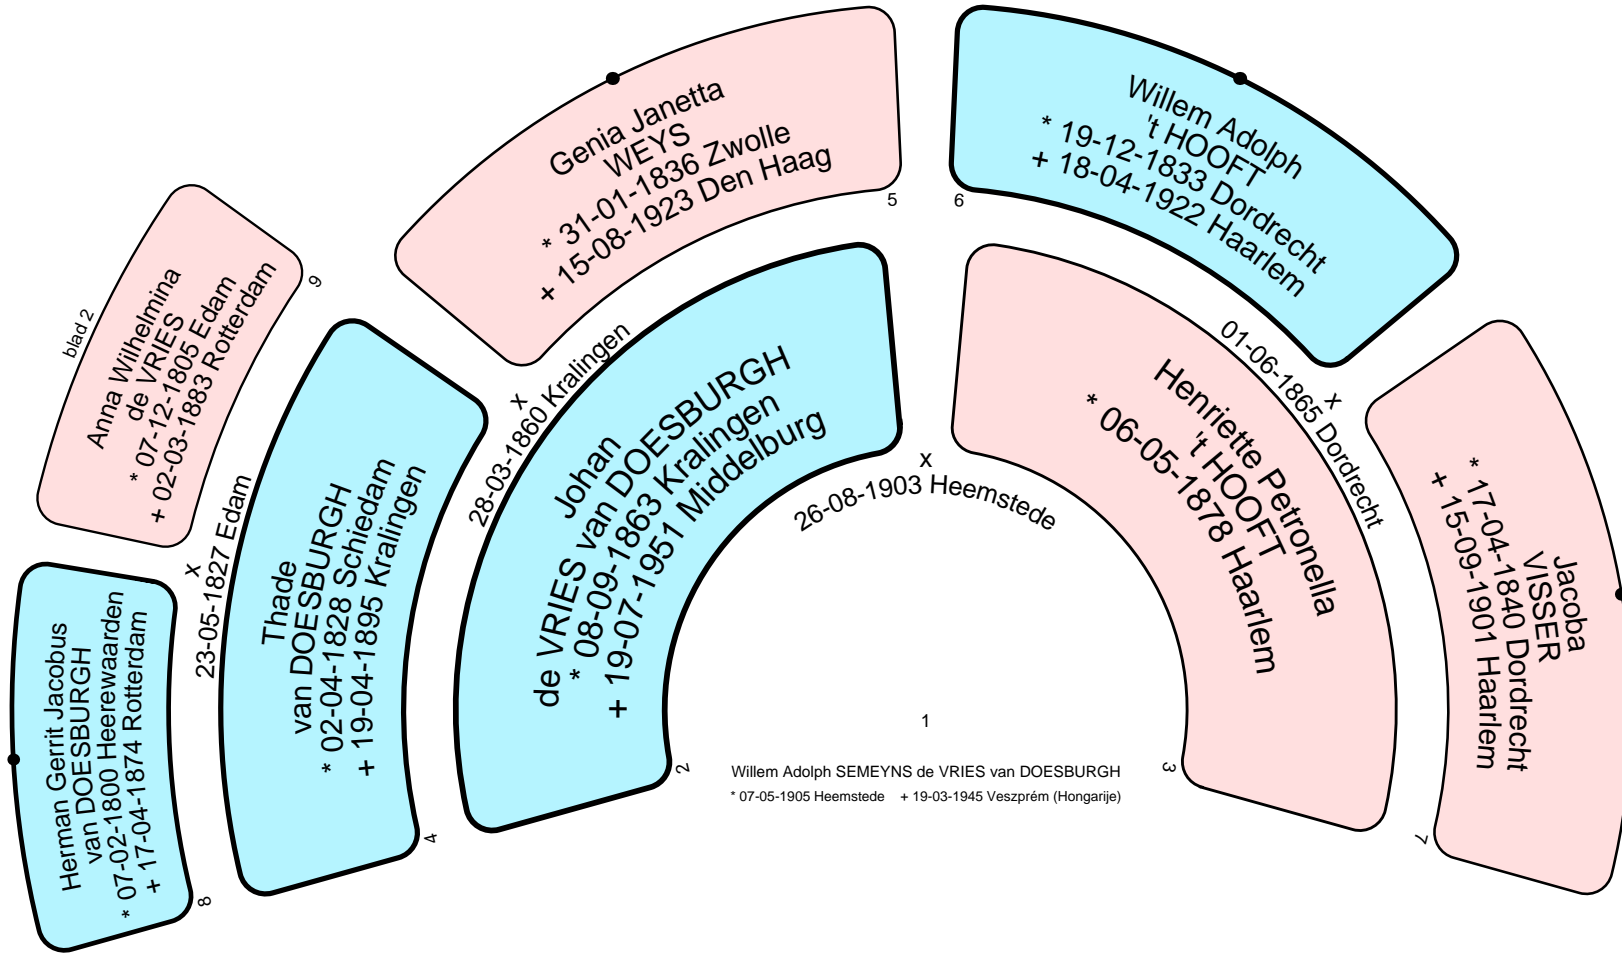 Willem Adolph SEMEYNS de VRIES van DOESBURGH
* 07-05-1905 Heemstede + 19-03-1945 Veszprém (Hongarije)
1
Johan
de VRIES van DOESBURGH
* 08-09-1863 Kralingen
+ 19-07-1951 Middelburg
2
x
26-08-1903 Heemstede
Henriette Petronella
't HOOFT
* 06-05-1878 Haarlem
3
Thade
van DOESBURGH
* 02-04-1828 Schiedam
+ 19-04-1895 Kralingen
4
x
28-03-1860 Kralingen
Genia Janetta
WEYS
* 31-01-1836 Zwolle
+ 15-08-1923 Den Haag
5
Willem Adolph
't HOOFT
* 19-12-1833 Dordrecht
+ 18-04-1922 Haarlem
6
x
01-06-1865 Dordrecht
Jacoba
VISSER
* 17-04-1840 Dordrecht
+ 15-09-1901 Haarlem
7
Herman Gerrit Jacobus
van DOESBURGH
* 07-02-1800 Heerewaarden
+ 17-04-1874 Rotterdam
8
x
23-05-1827 Edam
Anna Wilhelmina
de VRIES
* 07-12-1805 Edam
+ 02-03-1883 Rotterdam
9
blad 2